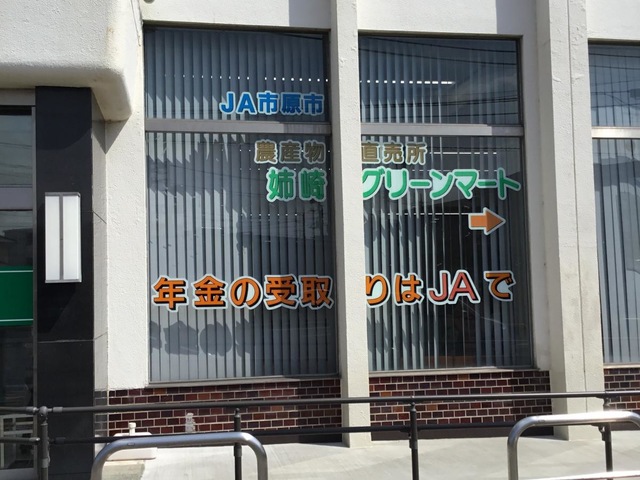 JA市原市
農産物直売所
姉崎グリーンマート
年金の受取りはJAで